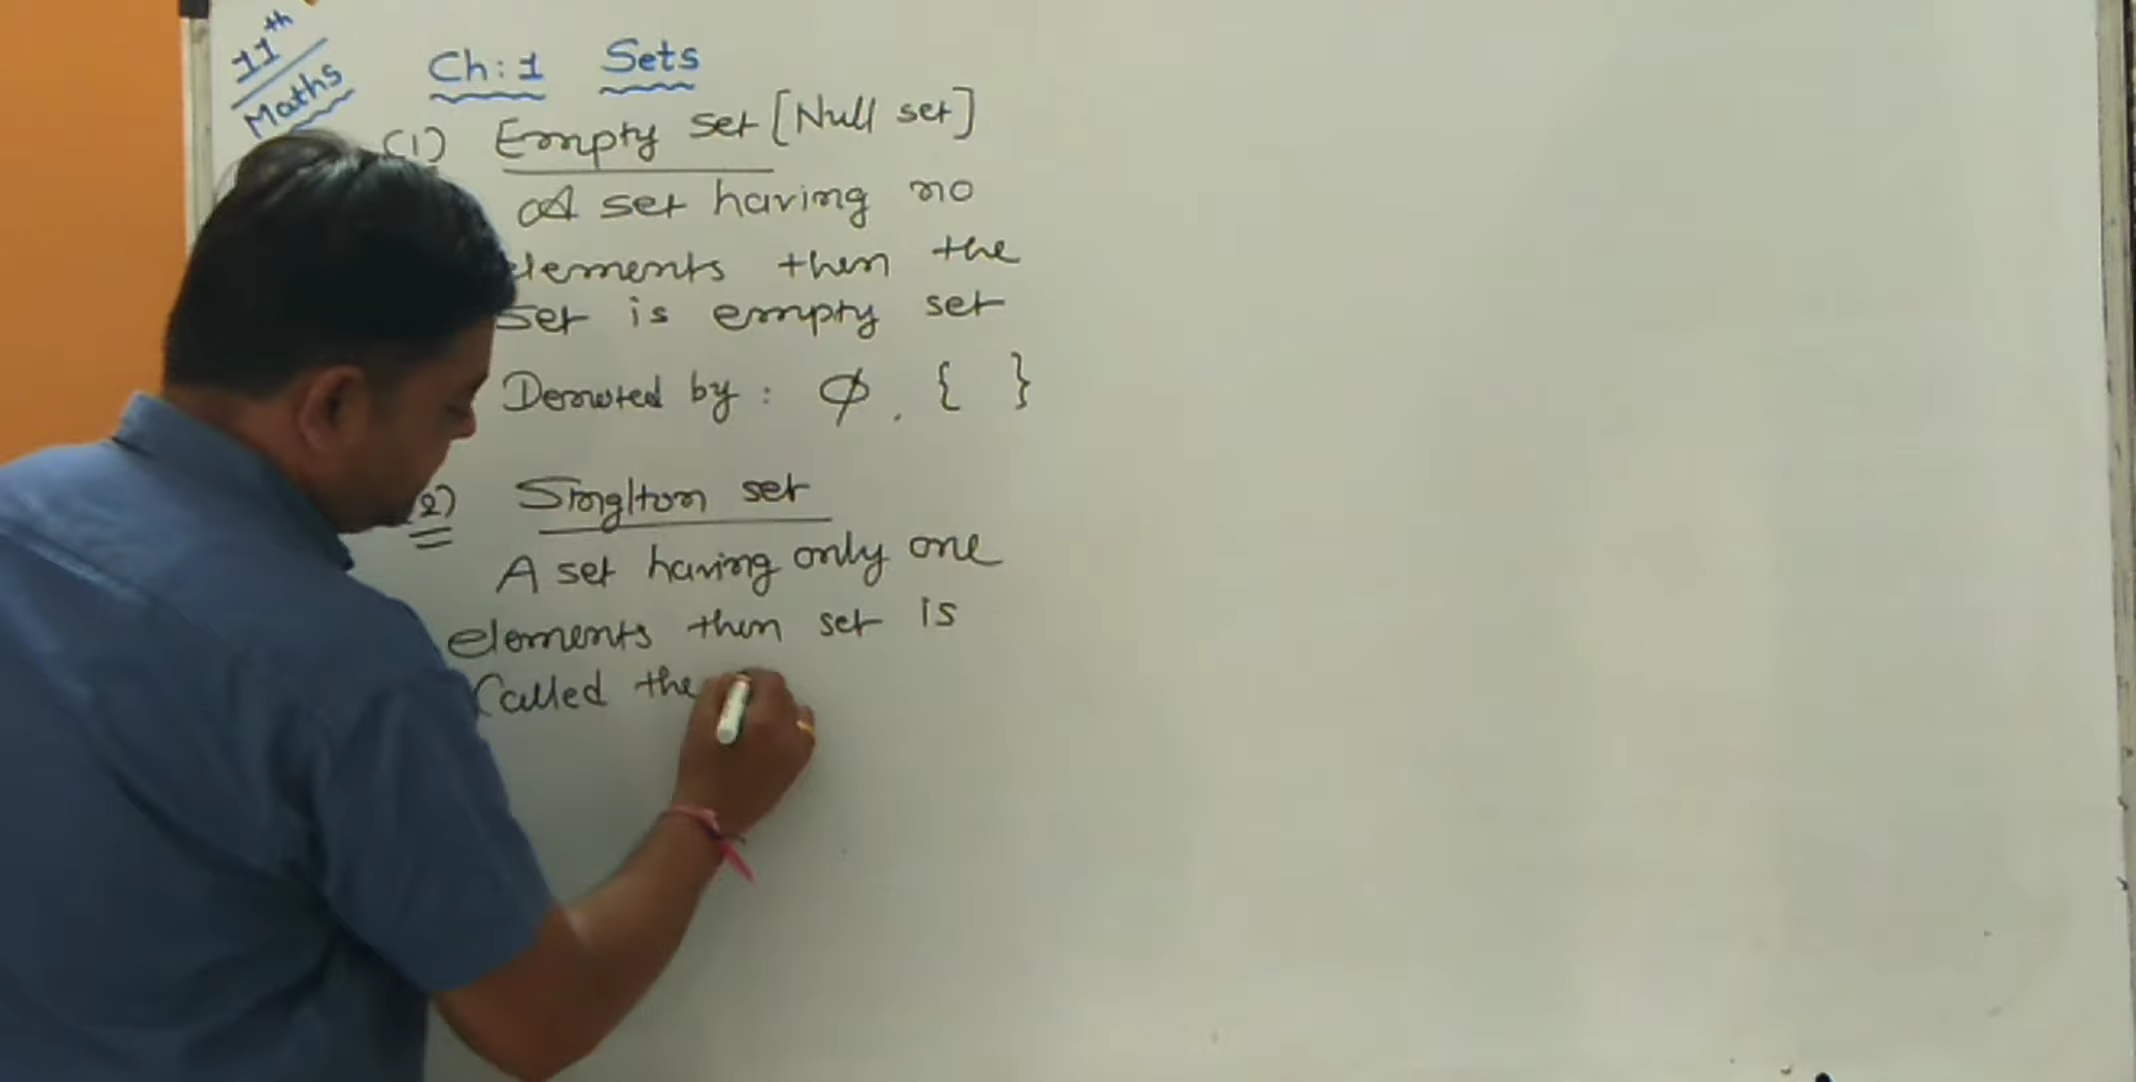 11th
Maths
Ch: 1 Sets
(1) Empty set [Null set]
A set having no
elements then the
set is empty set
Denoted by : ϕ, { }
(2) Singlton set
A set having only one
elements then set is
Called the